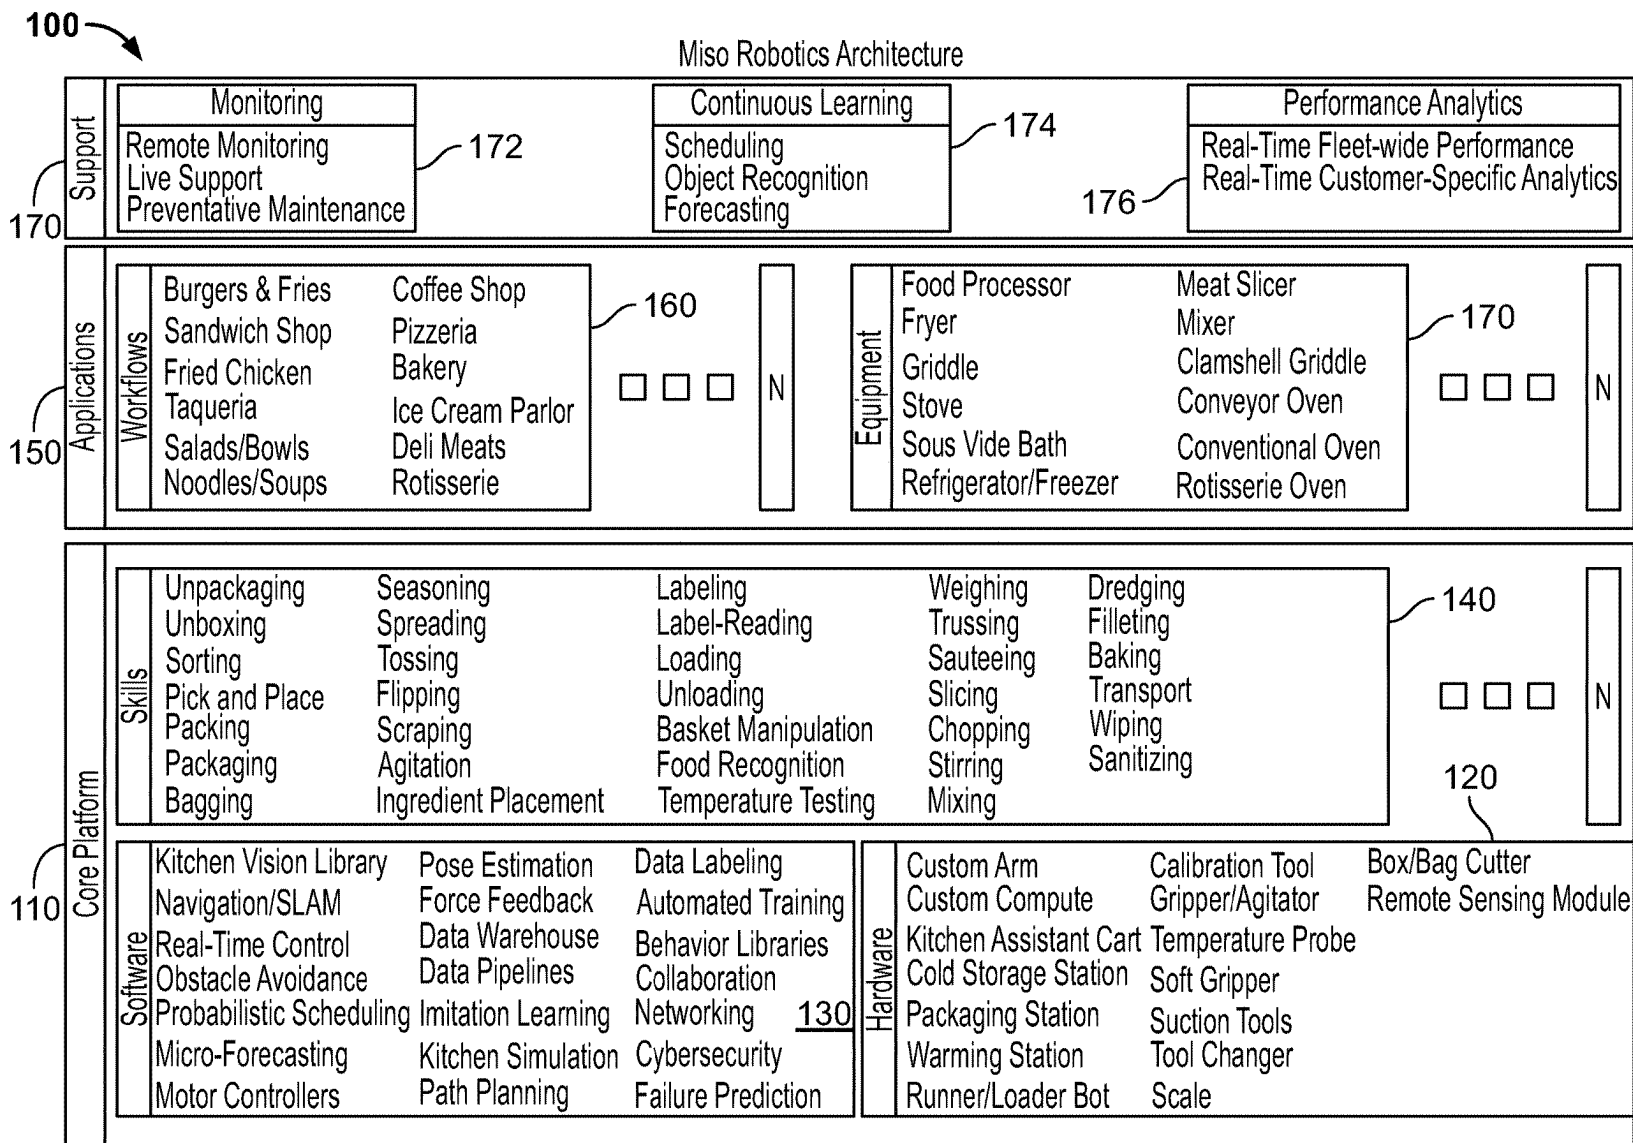 100
Miso Robotics Architecture
Support
170
Monitoring
Remote Monitoring
Live Support
Preventative Maintenance
172
Continuous Learning
Scheduling
Object Recognition
Forecasting
174
Performance Analytics
Real-Time Fleet-wide Performance
Real-Time Customer-Specific Analytics
176
Applications
150
Workflows
Burgers & Fries
Sandwich Shop
Fried Chicken
Taqueria
Salads/Bowls
Noodles/Soups
Coffee Shop
Pizzeria
Bakery
Ice Cream Parlor
Deli Meats
Rotisserie
160
N
Equipment
Food Processor
Fryer
Griddle
Stove
Sous Vide Bath
Refrigerator/Freezer
Meat Slicer
Mixer
Clamshell Griddle
Conveyor Oven
Conventional Oven
Rotisserie Oven
170
N
Core Platform
110
Skills
Unpackaging
Unboxing
Sorting
Pick and Place
Packing
Packaging
Bagging
Seasoning
Spreading
Tossing
Flipping
Scraping
Agitation
Ingredient Placement
Labeling
Label-Reading
Loading
Unloading
Basket Manipulation
Food Recognition
Temperature Testing
Weighing
Trussing
Sauteeing
Slicing
Chopping
Stirring
Mixing
Dredging
Filleting
Baking
Transport
Wiping
Sanitizing
140
N
Software
Kitchen Vision Library
Navigation/SLAM
Real-Time Control
Obstacle Avoidance
Probabilistic Scheduling
Micro-Forecasting
Motor Controllers
Pose Estimation
Force Feedback
Data Warehouse
Data Pipelines
Imitation Learning
Kitchen Simulation
Path Planning
Data Labeling
Automated Training
Behavior Libraries
Collaboration
Networking
Cybersecurity
Failure Prediction
130
Hardware
Custom Arm
Custom Compute
Kitchen Assistant Cart
Cold Storage Station
Packaging Station
Warming Station
Runner/Loader Bot
Calibration Tool
Gripper/Agitator
Temperature Probe
Soft Gripper
Suction Tools
Tool Changer
Scale
Box/Bag Cutter
Remote Sensing Module
120